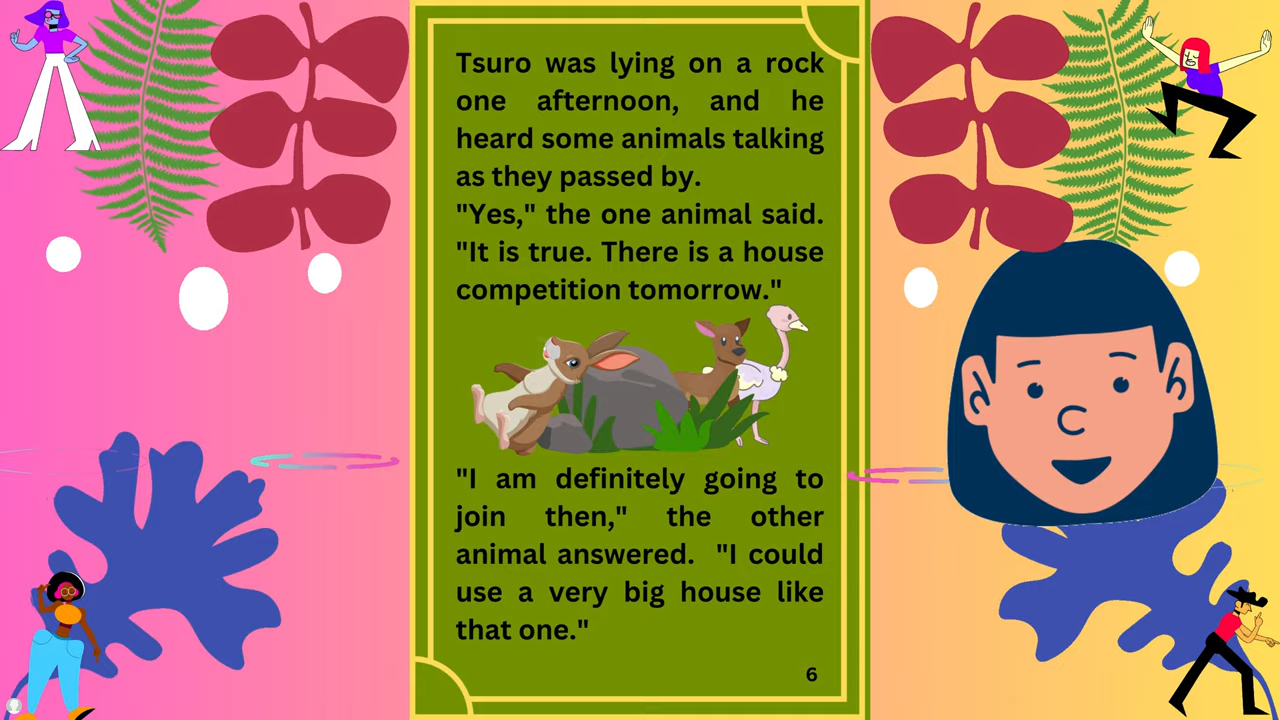 Tsuro was lying on a rock
one afternoon, and he
heard some animals talking
as they passed by.
"Yes," the one animal said.
"It is true. There is a house
competition tomorrow."
"I am definitely going to
join then," the other
animal answered. "I could
use a very big house like
that one."
6